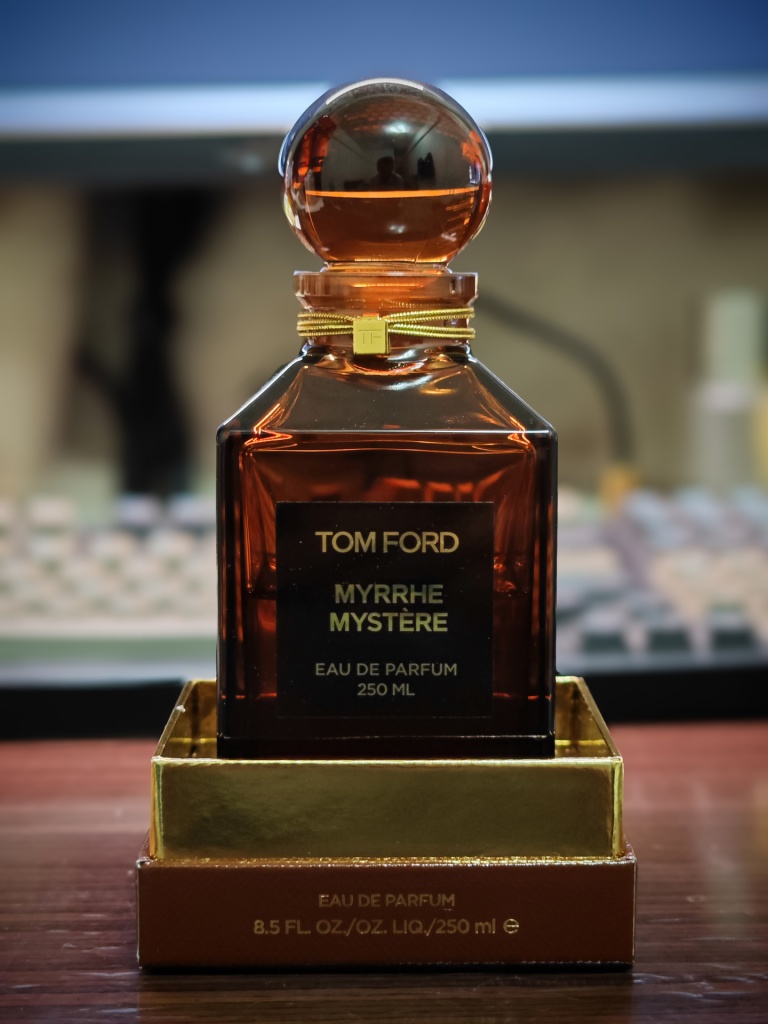 TF
TOM FORD
MYRRHE
MYSTÈRE
EAU DE PARFUM
250 ML
EAU DE PARFUM
8.5 FL. OZ./OZ. LIQ./250 ml ℮